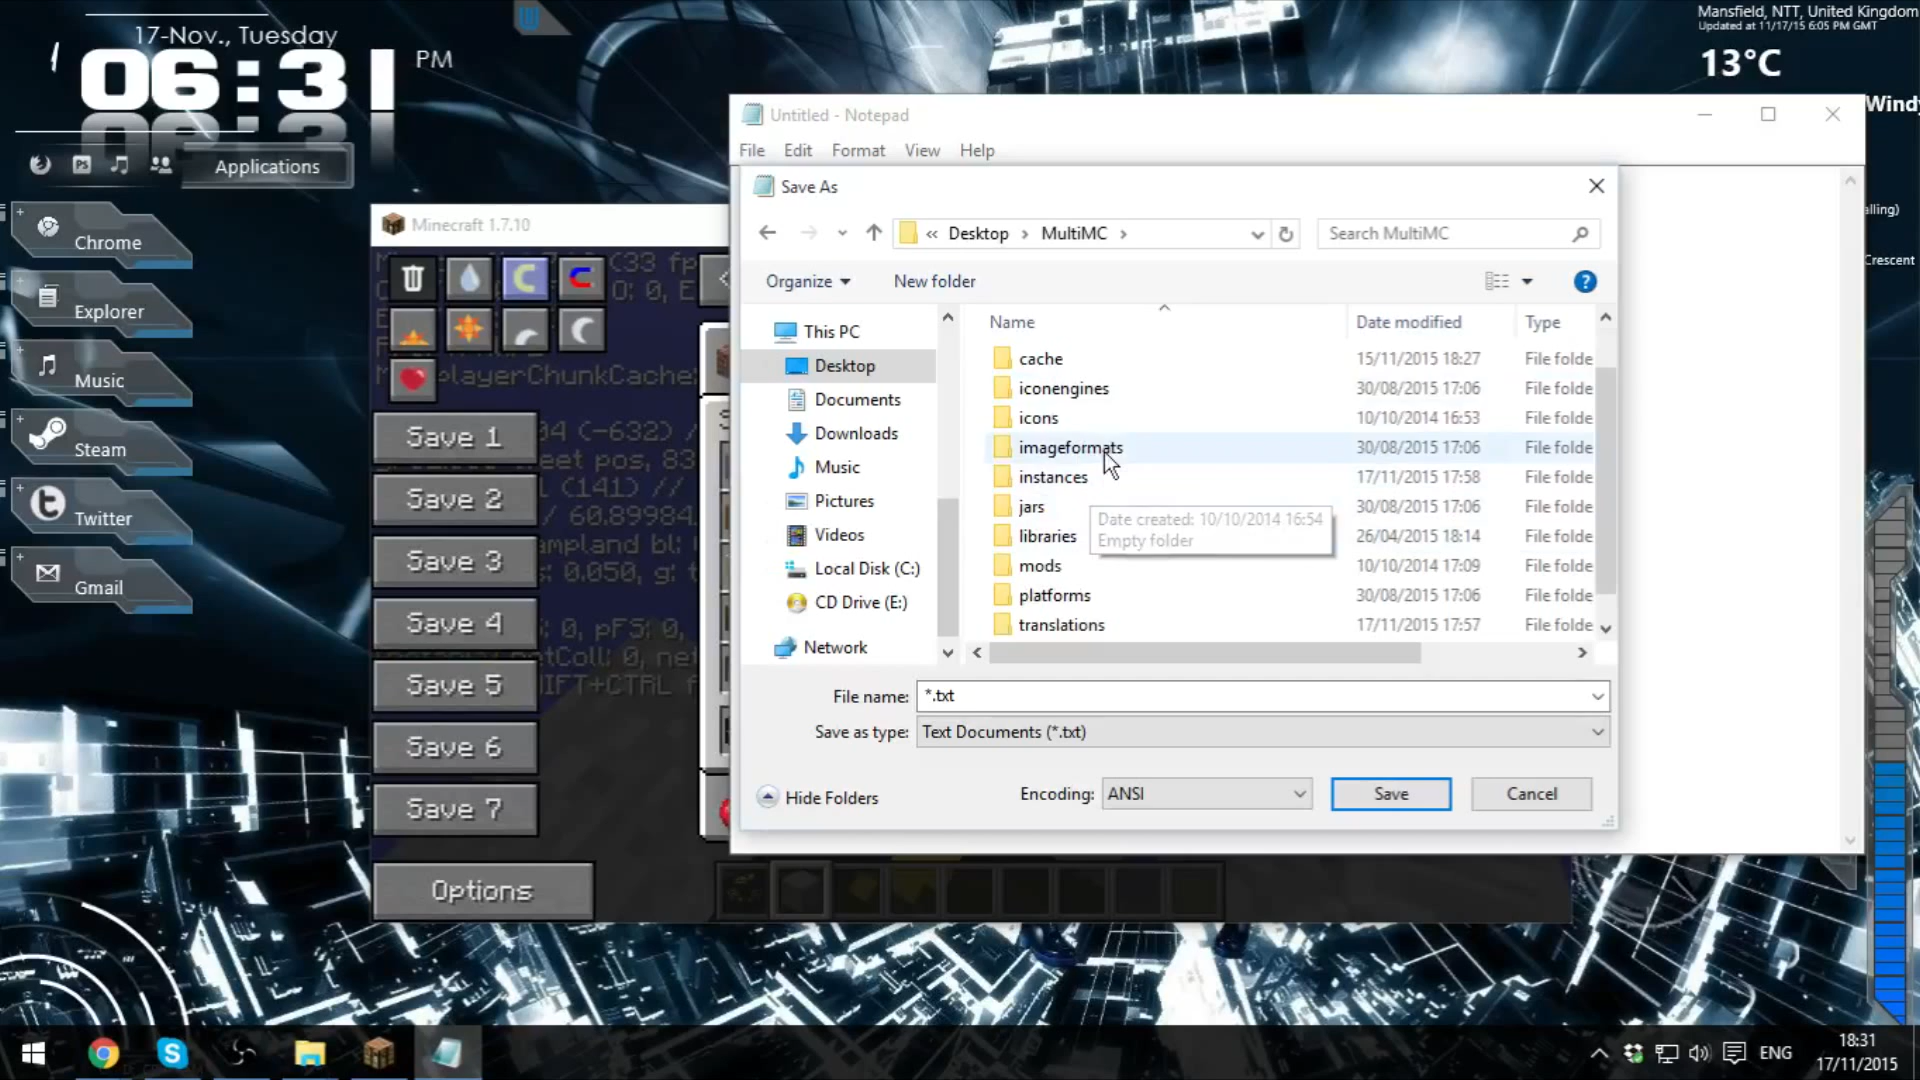 17-Nov., Tuesday
06:31 PM
Applications
Chrome
Explorer
Music
Steam
Twitter
Gmail
Mansfield, NTT, United Kingdom
Updated at 11/17/15 6:05 PM GMT
13°C
Windy
alling)
Crescent
Minecraft 1.7.10
Save 1
Save 2
Save 3
Save 4
Save 5
Save 6
Save 7
Options
Untitled - Notepad
File Edit Format View Help
Save As
« Desktop › MultiMC ›
Search MultiMC
Organize
New folder
This PC
Desktop
Documents
Downloads
Music
Pictures
Videos
Local Disk (C:)
CD Drive (E:)
Network
Name Date modified Type
cache 15/11/2015 18:27 File folde
iconengines 30/08/2015 17:06 File folde
icons 10/10/2014 16:53 File folde
imageformats 30/08/2015 17:06 File folde
instances 17/11/2015 17:58 File folde
jars 30/08/2015 17:06 File folde
libraries 26/04/2015 18:14 File folde
mods 10/10/2014 17:09 File folde
platforms 30/08/2015 17:06 File folde
translations 17/11/2015 17:57 File folde
Date created: 10/10/2014 16:54
Empty folder
File name: *.txt
Save as type: Text Documents (*.txt)
Hide Folders
Encoding: ANSI
Save
Cancel
ENG
18:31
17/11/2015